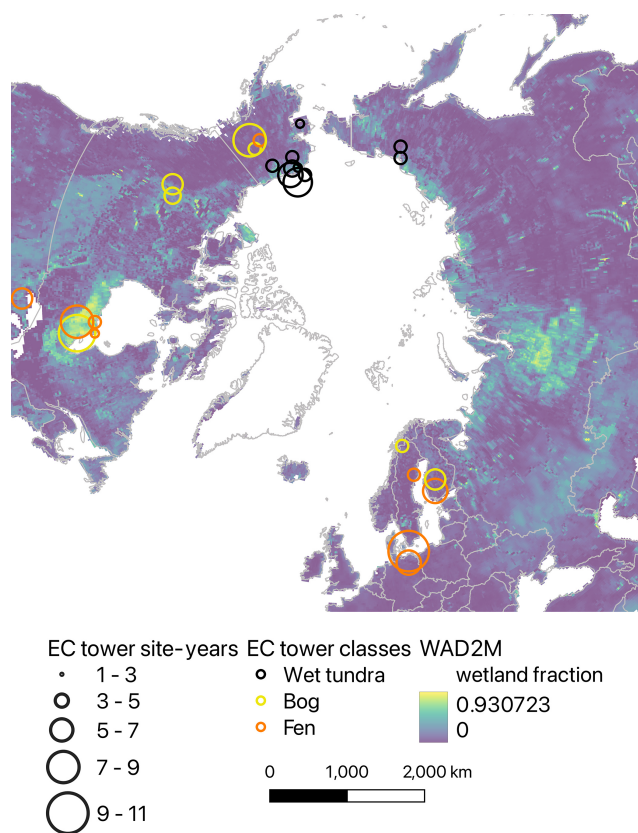 EC tower site-years
1 - 3
3 - 5
5 - 7
7 - 9
9 - 11
EC tower classes
Wet tundra
Bog
Fen
0 1,000 2,000 km
WAD2M
wetland fraction
0.930723
0